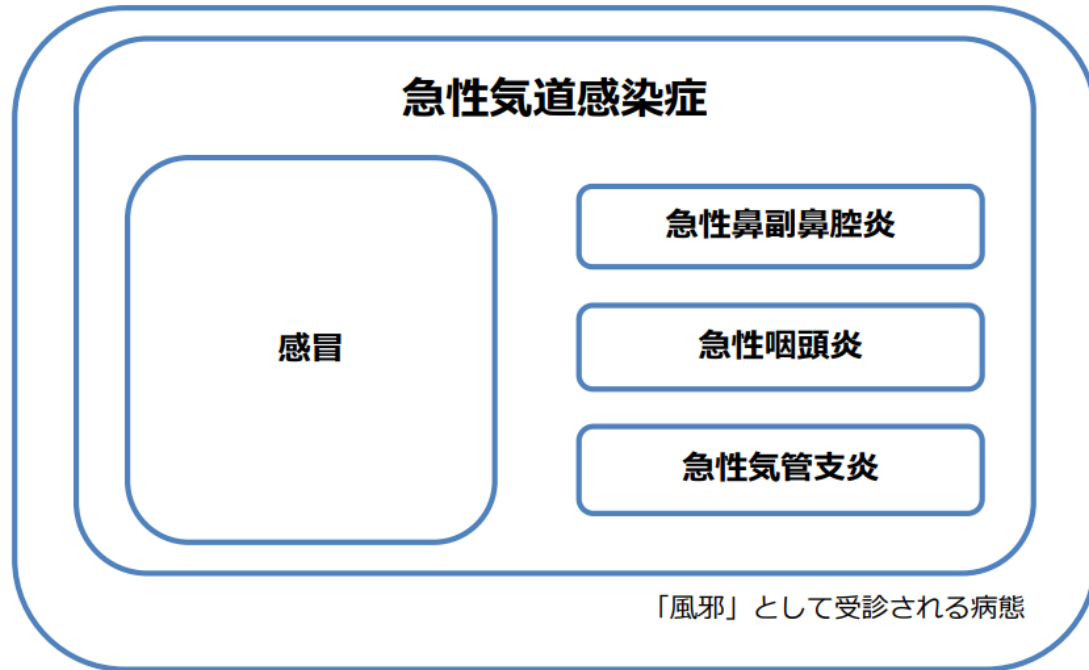 急性気道感染症
感冒
急性鼻副鼻腔炎
急性咽頭炎
急性気管支炎
「風邪」として受診される病態